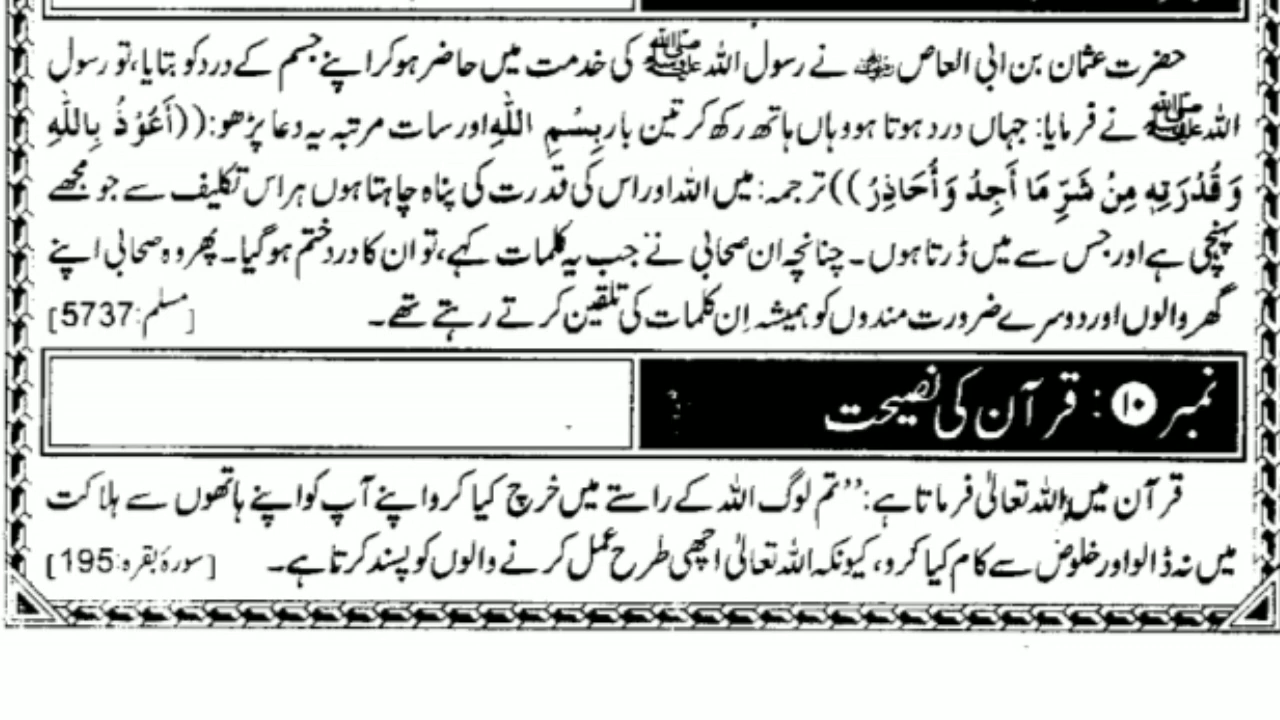 حضرت عثمان بن ابی العاص رضی اللہ عنہ نے رسول اللہ ﷺ کی خدمت میں حاضر ہوکر اپنے جسم کے درد کو بتایا، تو رسول
اللہ ﷺ نے فرمایا: جہاں درد ہوتا ہو وہاں ہاتھ رکھ کر تین بار بِسْمِ اللّٰهِ اور سات مرتبہ یہ دعا پڑھو: ((أَعُوْذُ بِاللّٰهِ
وَقُدْرَتِهٖ مِنْ شَرِّ مَا أَجِدُ وَأُحَاذِرُ)) ترجمہ: میں اللہ اور اس کی قدرت کی پناہ چاہتا ہوں ہر اس تکلیف سے جو مجھے
پہنچی ہے اور جس سے میں ڈرتا ہوں۔ چنانچہ ان صحابی نے جب یہ کلمات کہے، تو ان کا درد ختم ہوگیا۔ پھر وہ صحابی اپنے
گھر والوں اور دوسرے ضرورت مندوں کو ہمیشہ اِن کلمات کی تلقین کرتے رہتے تھے۔ [مسلم: 5737]
نمبر ۱۰: قرآن کی نصیحت
قرآن میں اللہ تعالیٰ فرماتا ہے: ’’تم لوگ اللہ کے راستے میں خرچ کیا کرو اپنے آپ کو اپنے ہاتھوں سے ہلاکت
میں نہ ڈالو اور خلوص سے کام کیا کرو، کیونکہ اللہ تعالیٰ اچھی طرح عمل کرنے والوں کو پسند کرتا ہے۔ [سورۂ بقرہ: 195]